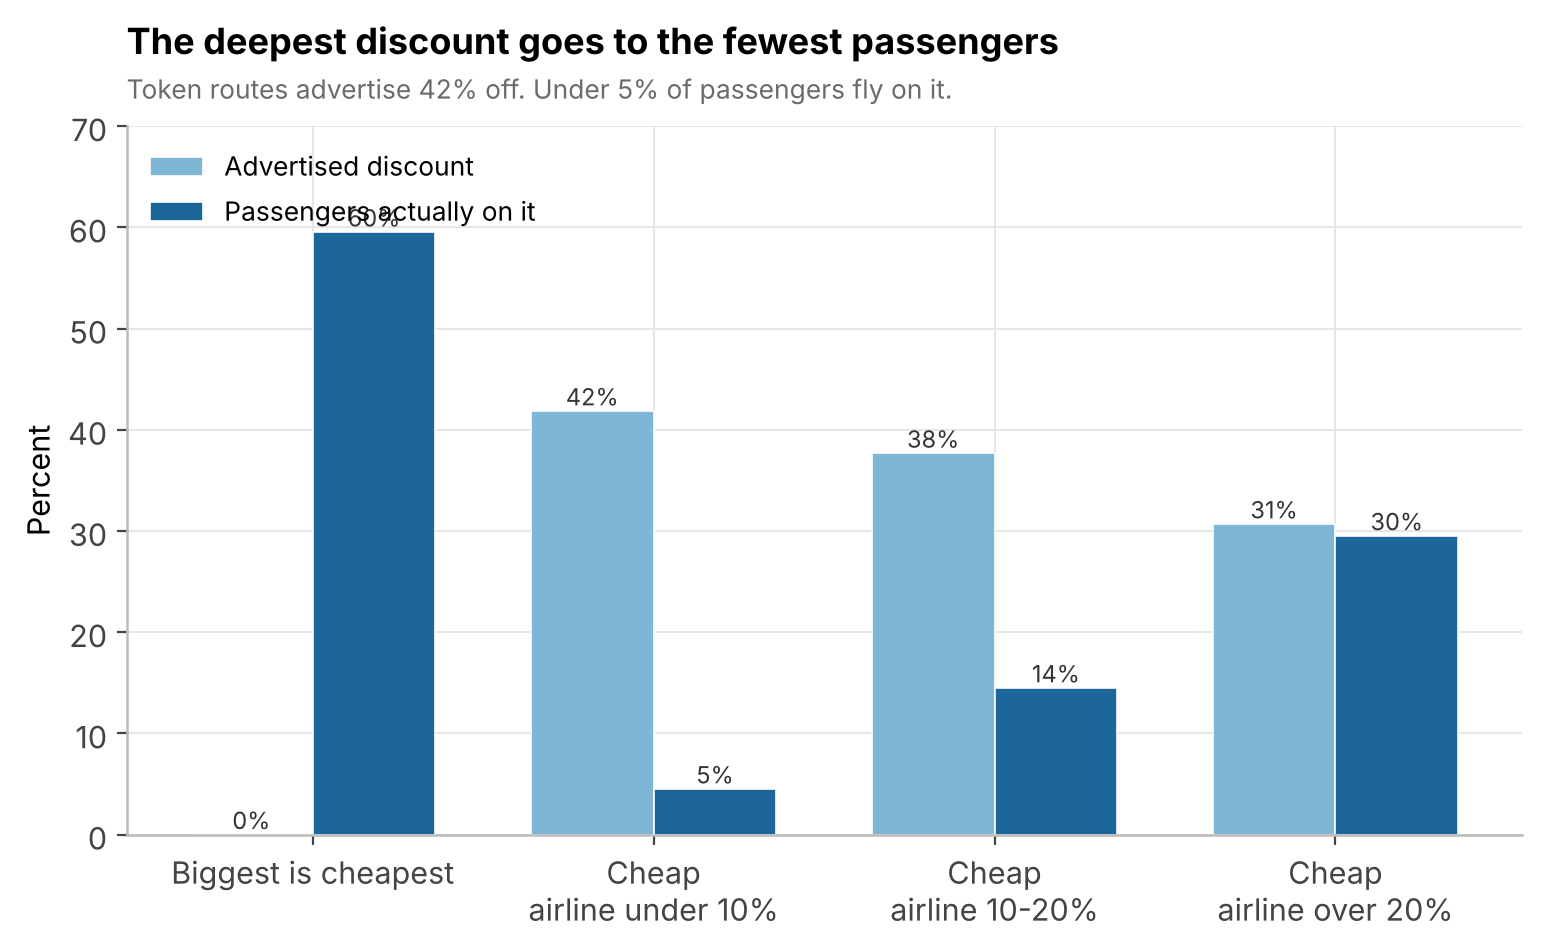 The deepest discount goes to the fewest passengers
Token routes advertise 42% off. Under 5% of passengers fly on it.
Advertised discount
Passengers actually on it
Percent
70
60
50
40
30
20
10
0
0%
60%
42%
5%
38%
14%
31%
30%
Biggest is cheapest
Cheap
airline under 10%
Cheap
airline 10-20%
Cheap
airline over 20%